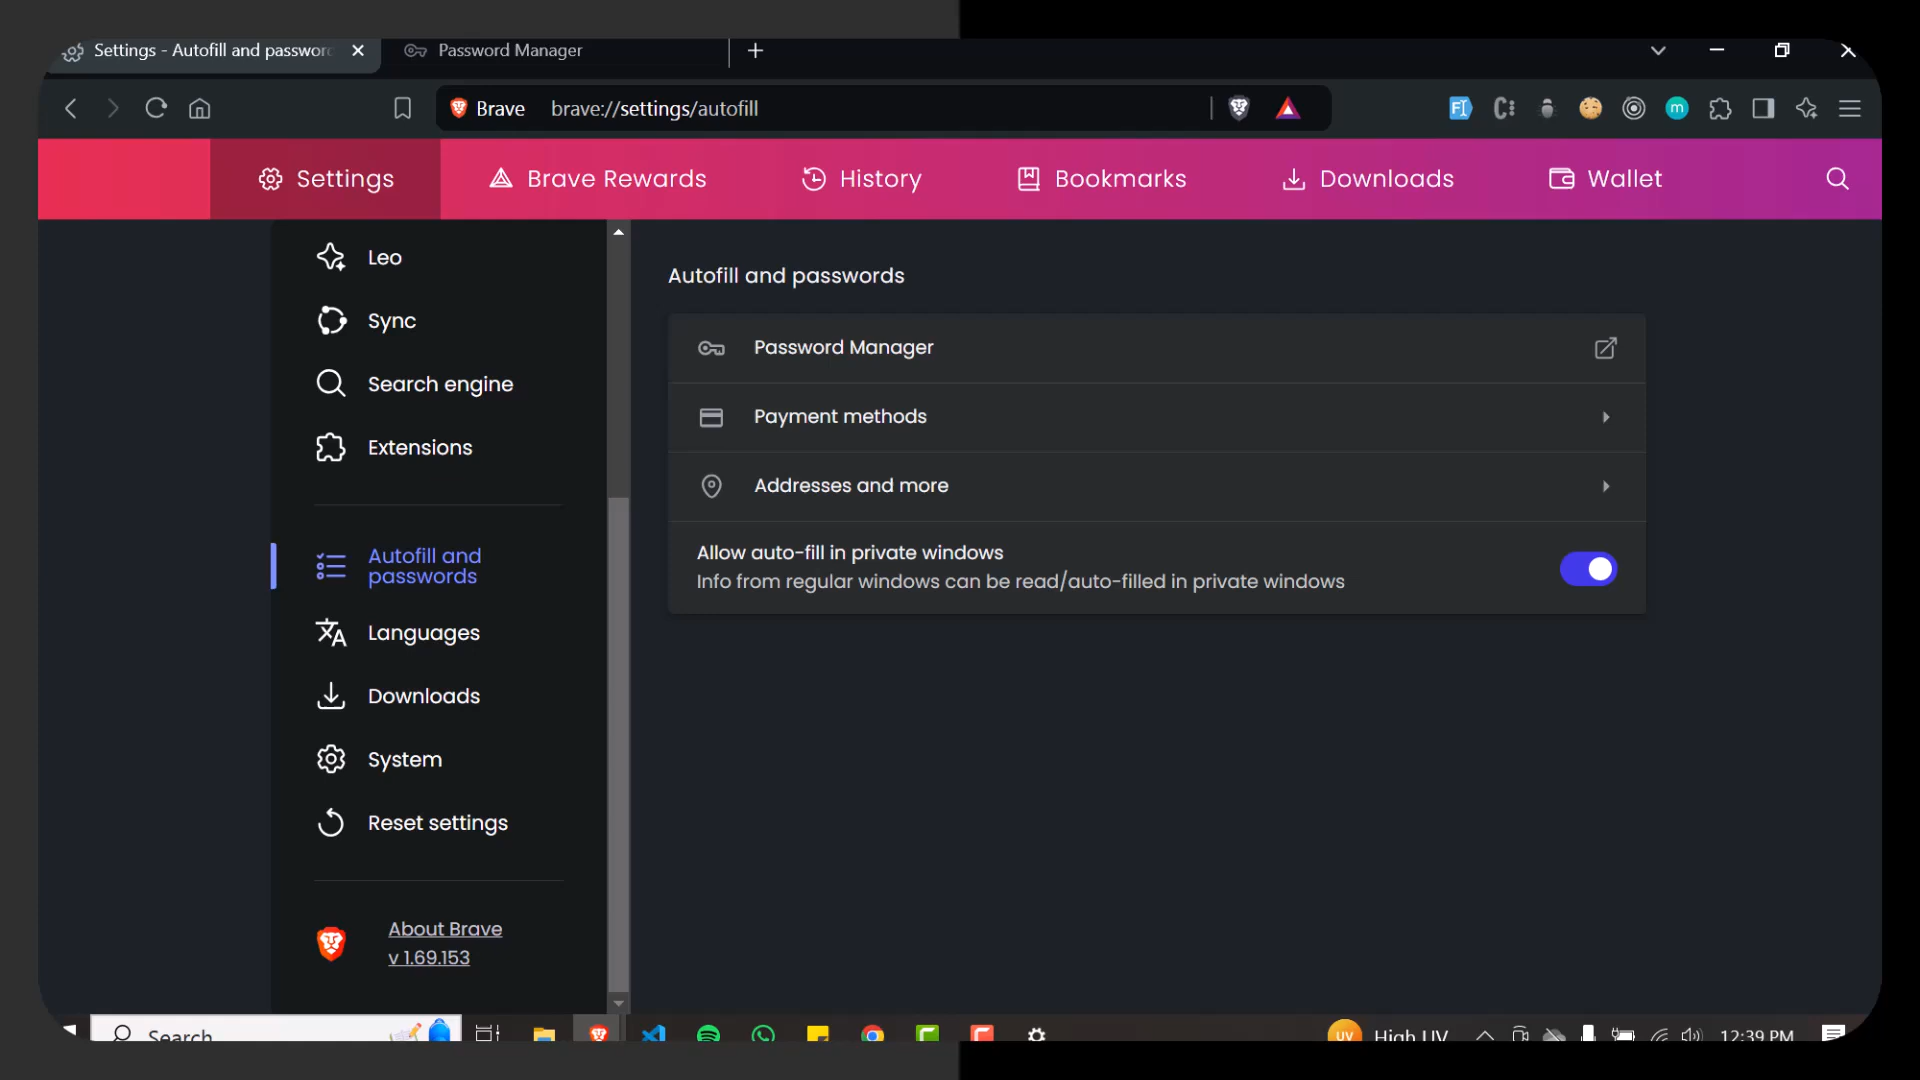 Settings - Autofill and passwor
Password Manager
Brave
brave://settings/autofill
FI
C
m
Settings
Brave Rewards
History
Bookmarks
Downloads
Wallet
Leo
Sync
Search engine
Extensions
Autofill and
passwords
Languages
Downloads
System
Reset settings
About Brave
v 1.69.153
Autofill and passwords
Password Manager
Payment methods
Addresses and more
Allow auto-fill in private windows
Info from regular windows can be read/auto-filled in private windows
Search
UV
High UV
12:39 PM